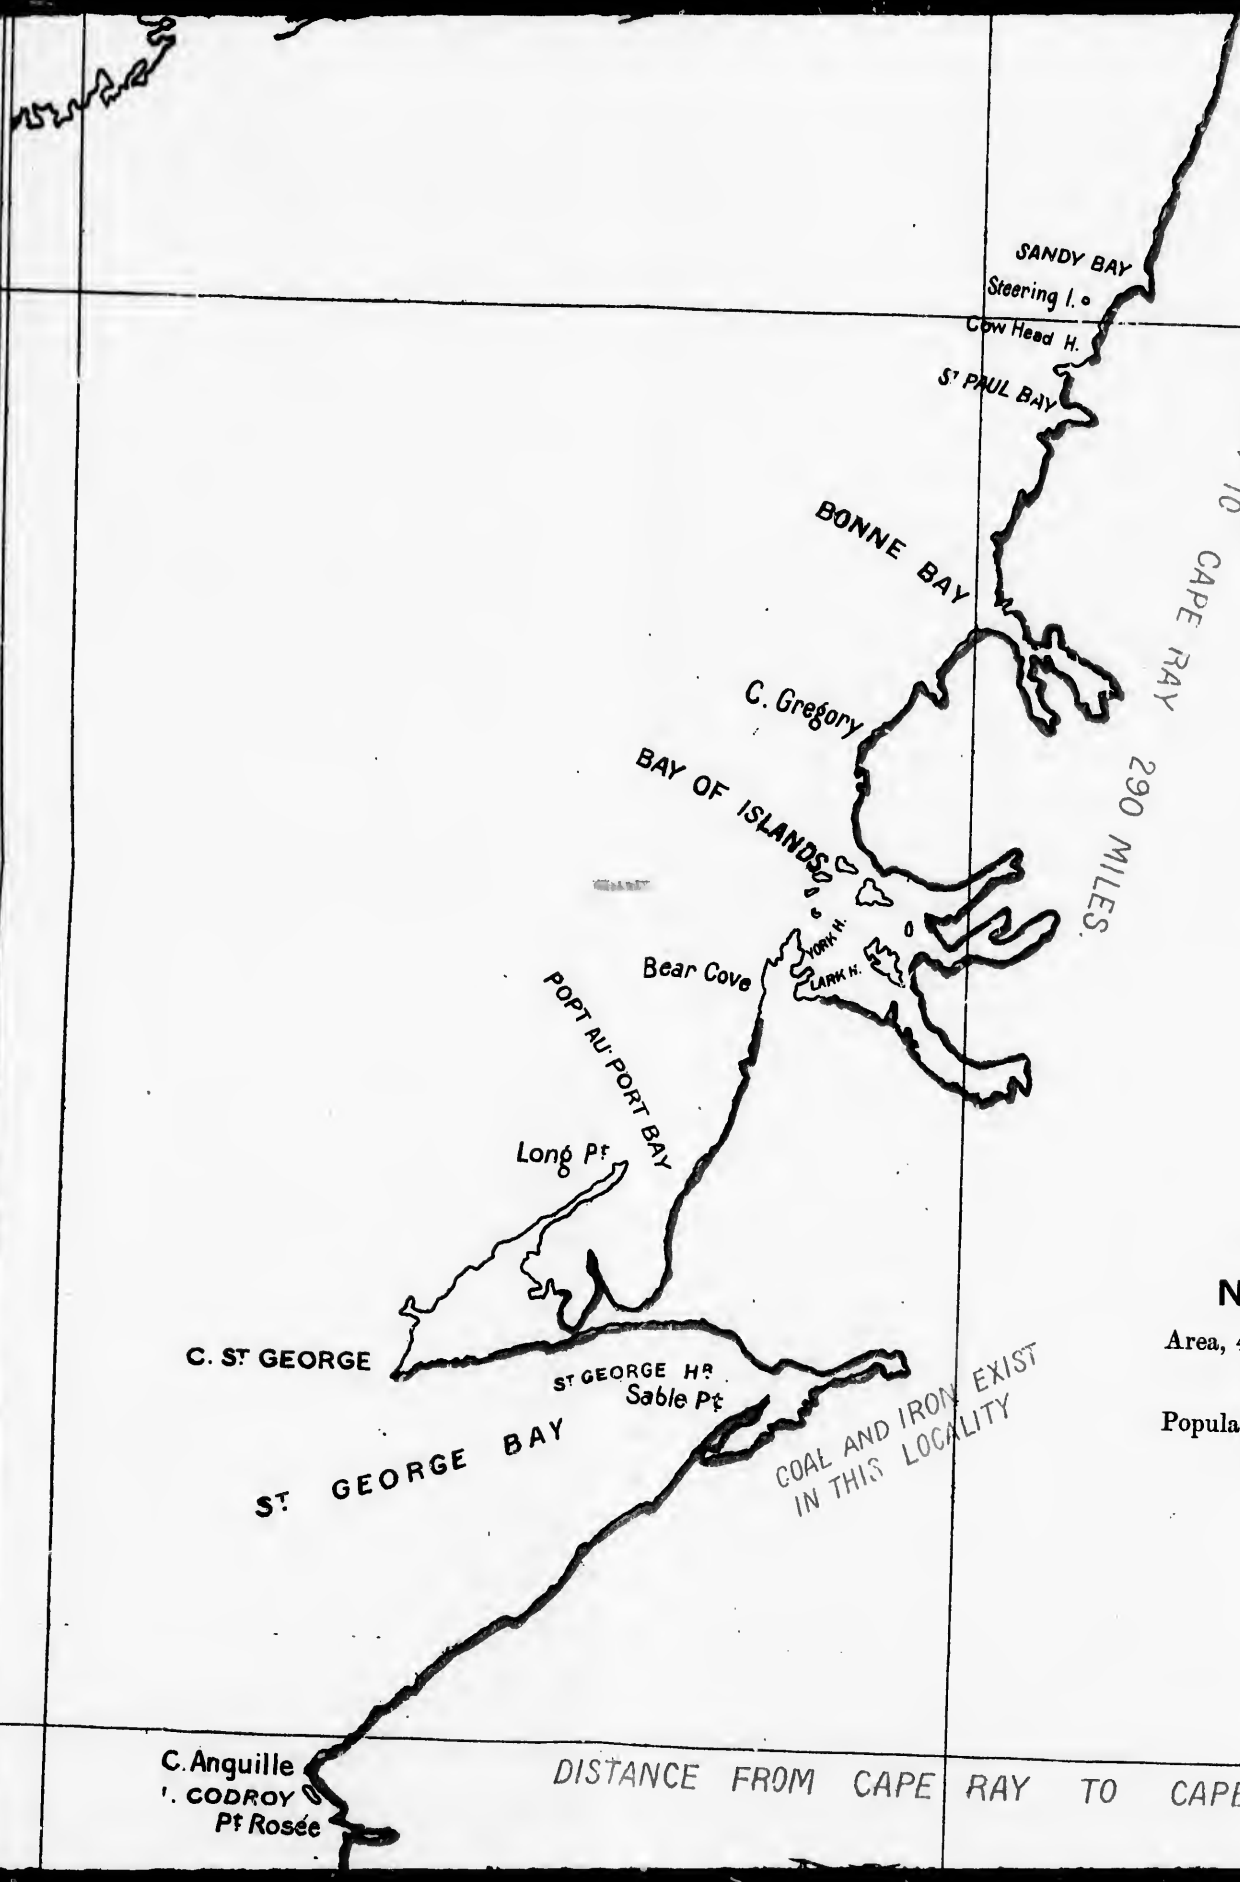 SANDY BAY
Steering I.
Cow Head H.
ST PAUL BAY
BONNE BAY
C. Gregory
BAY OF ISLANDS
YORK H.
LARK H.
Bear Cove
POPT AU PORT BAY
Long Pt
C. ST GEORGE
ST GEORGE HR
Sable Pt
ST GEORGE BAY
COAL AND IRON EXIST
IN THIS LOCALITY
TO CAPE RAY 290 MILES.
N
Area, 4
Popula
C. Anguille
I. CODROY
Pt Rosée
DISTANCE FROM CAPE RAY TO CAPE